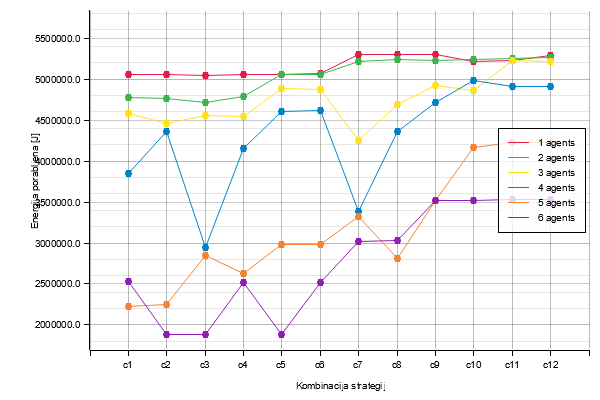 5500000.0
5000000.0
4500000.0
4000000.0
3500000.0
3000000.0
2500000.0
2000000.0
Energija porabljena [J]
1 agents
2 agents
3 agents
4 agents
5 agents
6 agents
c1 c2 c3 c4 c5 c6 c7 c8 c9 c10 c11 c12
Kombinacija strategij